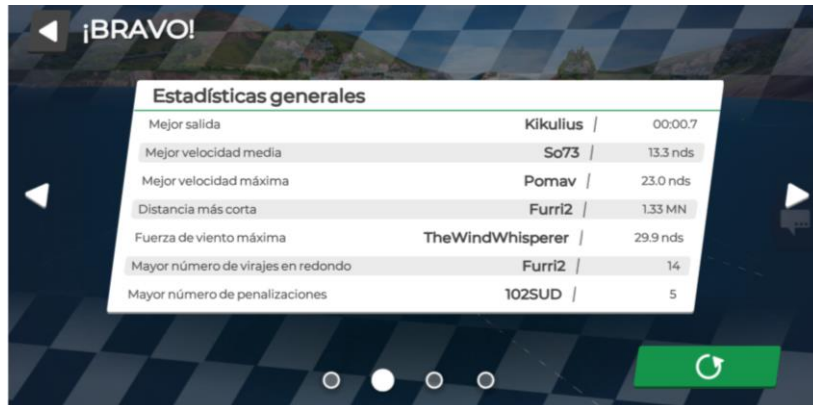 ¡BRAVO!
Estadísticas generales
Mejor salida Kikulius | 00:00.7
Mejor velocidad media So73 | 13.3 nds
Mejor velocidad máxima Pomav | 23.0 nds
Distancia más corta Furri2 | 1.33 MN
Fuerza de viento máxima TheWindWhisperer | 29.9 nds
Mayor número de virajes en redondo Furri2 | 14
Mayor número de penalizaciones 102SUD | 5